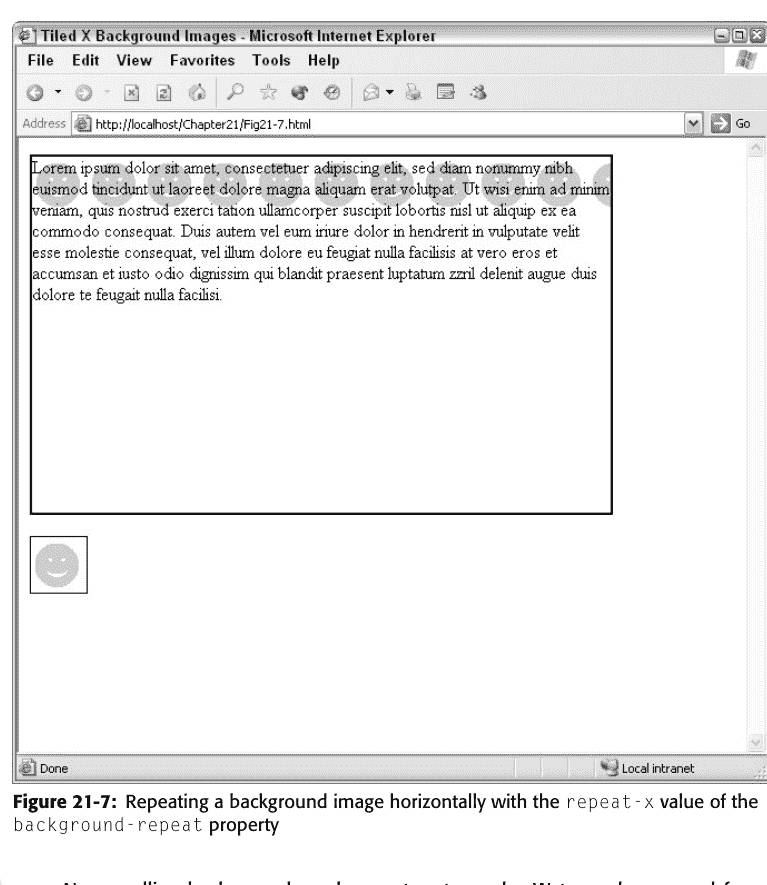 Tiled X Background Images - Microsoft Internet Explorer
File Edit View Favorites Tools Help
Address http://localhost/Chapter21/Fig21-7.html Go
Lorem ipsum dolor sit amet, consectetuer adipiscing elit, sed diam nonummy nibh
euismod tincidunt ut laoreet dolore magna aliquam erat volutpat. Ut wisi enim ad minim
veniam, quis nostrud exerci tation ullamcorper suscipit lobortis nisl ut aliquip ex ea
commodo consequat. Duis autem vel eum iriure dolor in hendrerit in vulputate velit
esse molestie consequat, vel illum dolore eu feugiat nulla facilisis at vero eros et
accumsan et iusto odio dignissim qui blandit praesent luptatum zzril delenit augue duis
dolore te feugait nulla facilisi.
Done Local intranet
Figure 21-7: Repeating a background image horizontally with the repeat-x value of the
background-repeat property